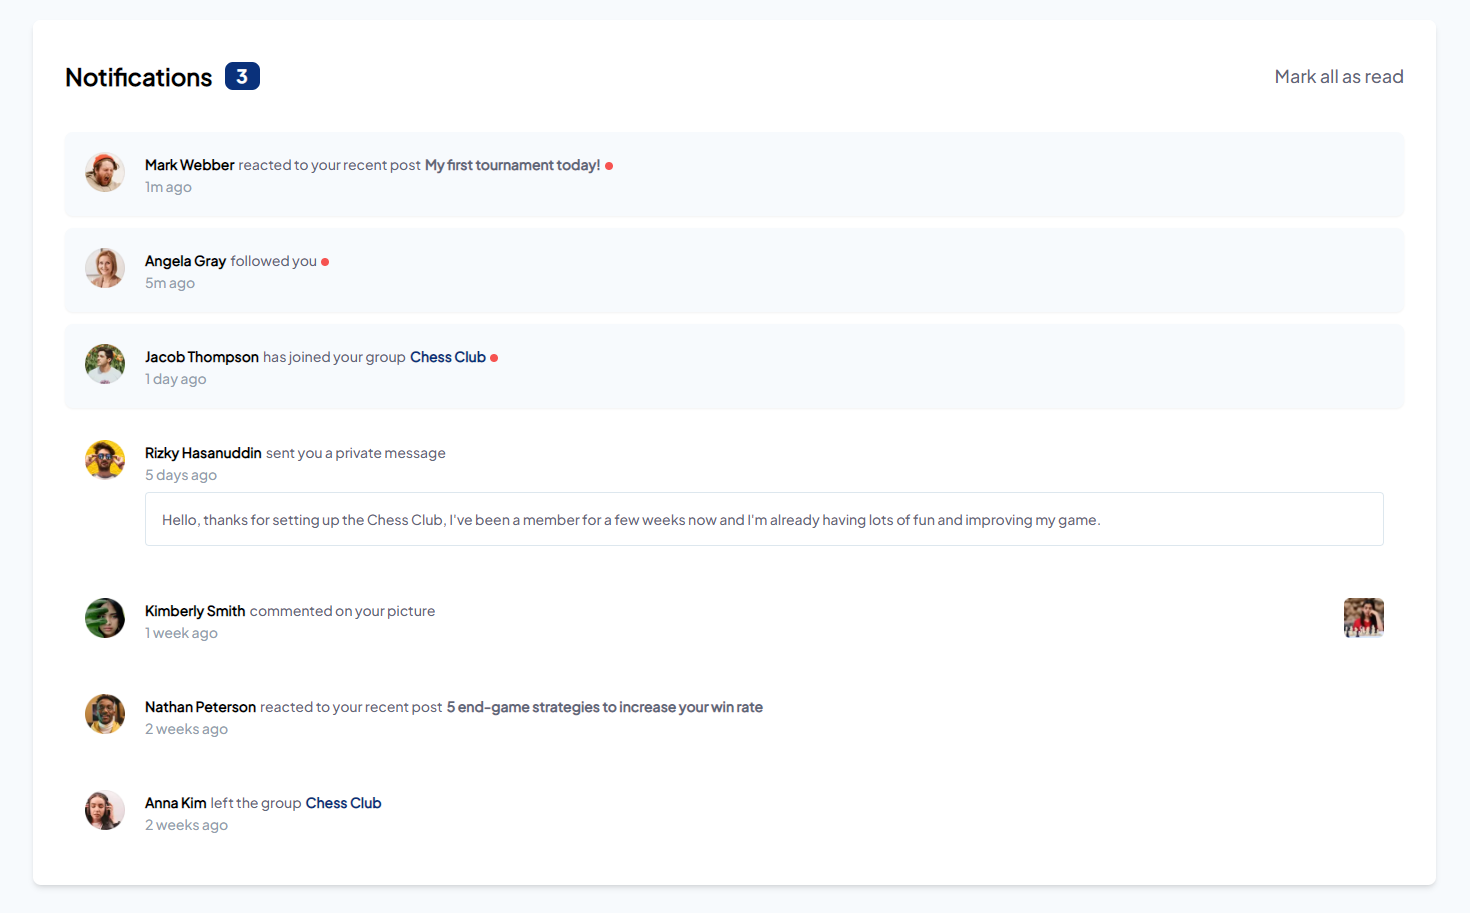 Notifications 3
Mark all as read
Mark Webber reacted to your recent post My first tournament today!
1m ago
Angela Gray followed you
5m ago
Jacob Thompson has joined your group Chess Club
1 day ago
Rizky Hasanuddin sent you a private message
5 days ago
Hello, thanks for setting up the Chess Club, I've been a member for a few weeks now and I'm already having lots of fun and improving my game.
Kimberly Smith commented on your picture
1 week ago
Nathan Peterson reacted to your recent post 5 end-game strategies to increase your win rate
2 weeks ago
Anna Kim left the group Chess Club
2 weeks ago